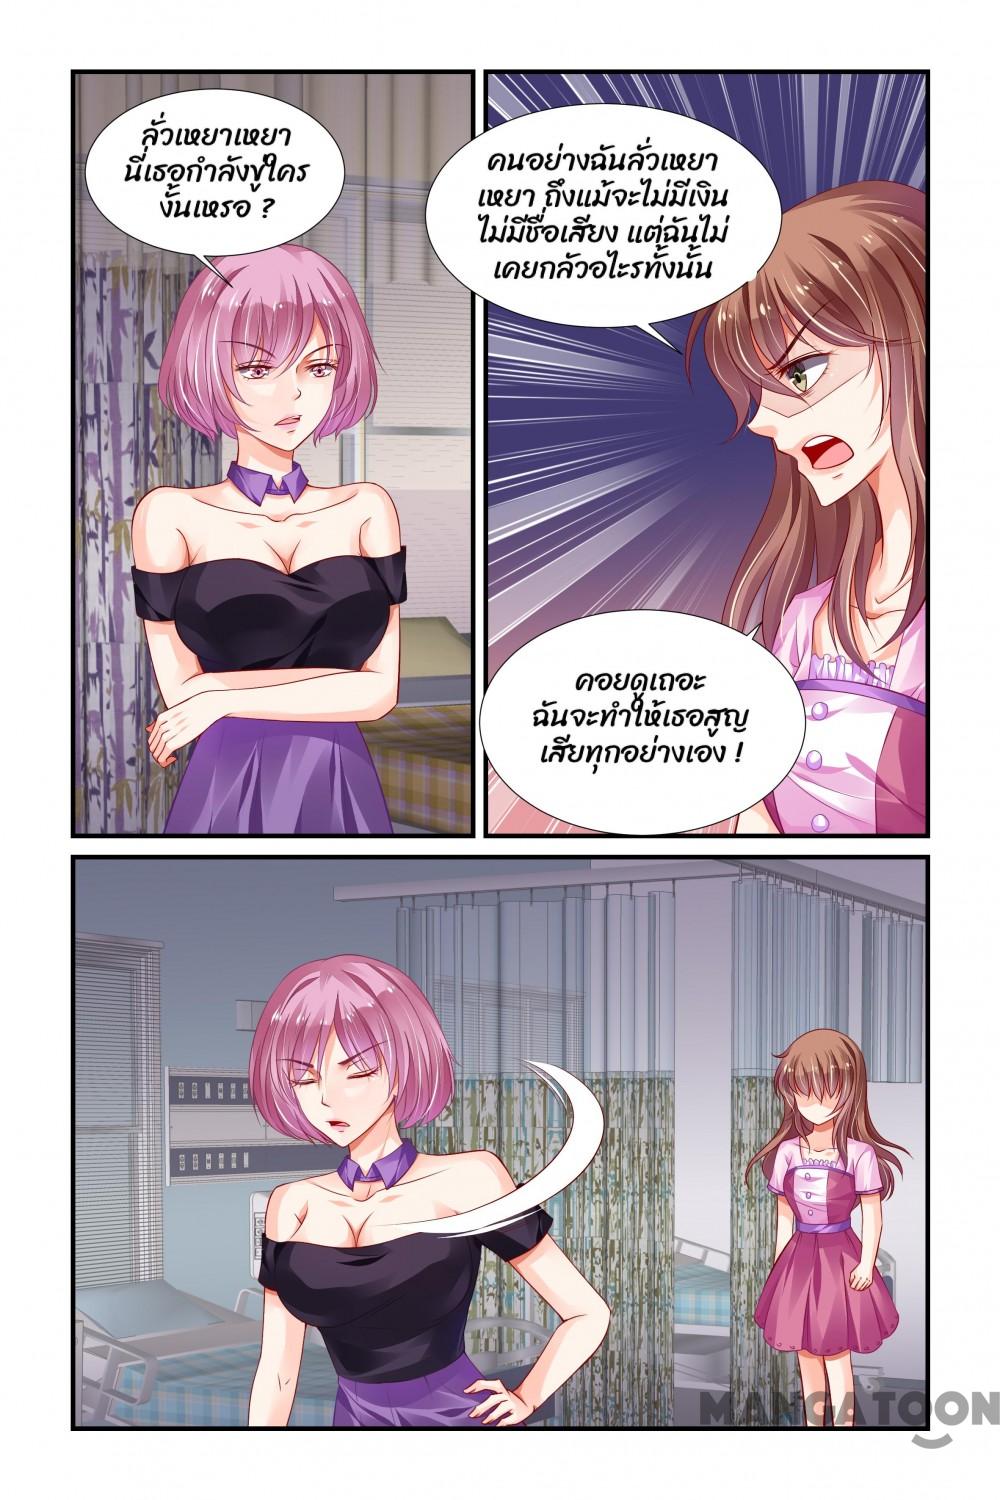 ลั่วเหยาเหยา
นี่เธอกำลังขู่ใคร
งั้นเหรอ ?
คนอย่างฉันลั่วเหยา
เหยา ถึงแม้จะไม่มีเงิน
ไม่มีชื่อเสียง แต่ฉันไม่
เคยกลัวอะไรทั้งนั้น
คอยดูเถอะ
ฉันจะทำให้เธอสูญ
เสียทุกอย่างเอง !
MANGATOON